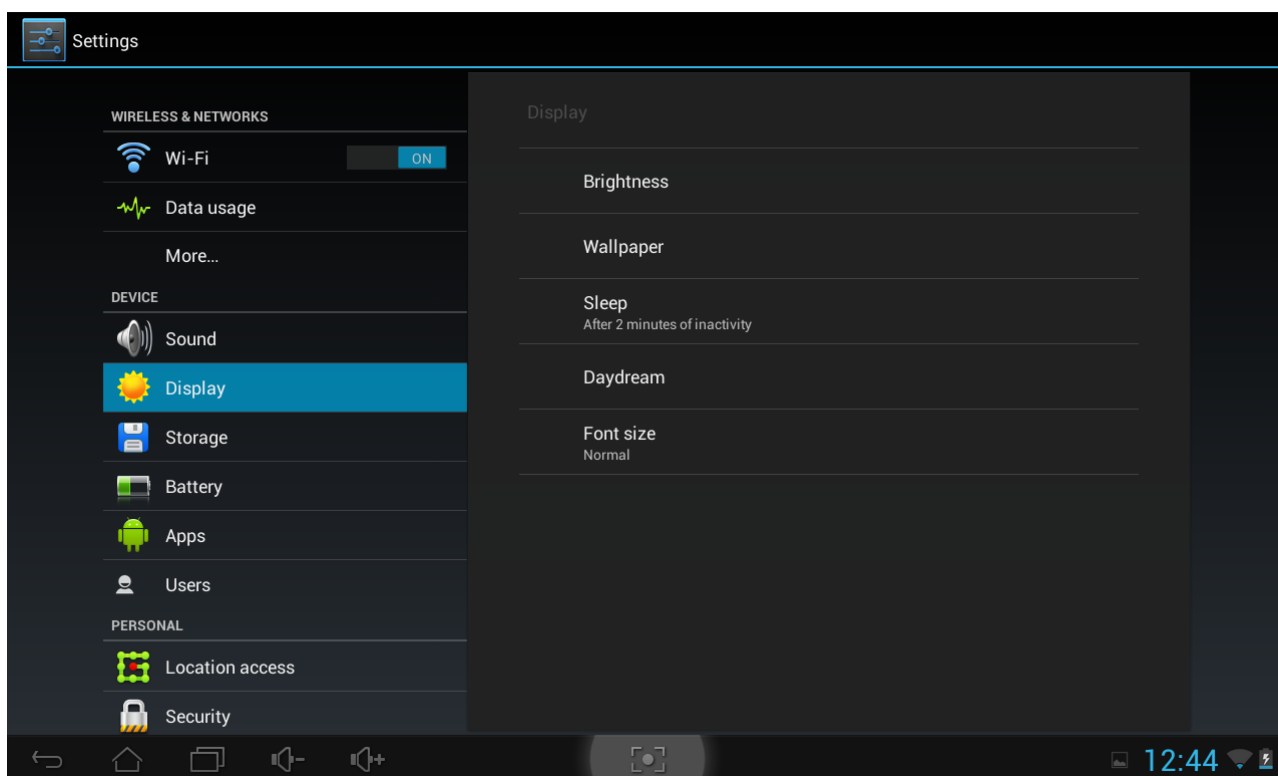 Settings
WIRELESS & NETWORKS
Wi-Fi
ON
Data usage
More...
DEVICE
Sound
Display
Storage
Battery
Apps
Users
PERSONAL
Location access
Security
Display
Brightness
Wallpaper
Sleep
After 2 minutes of inactivity
Daydream
Font size
Normal
12:44